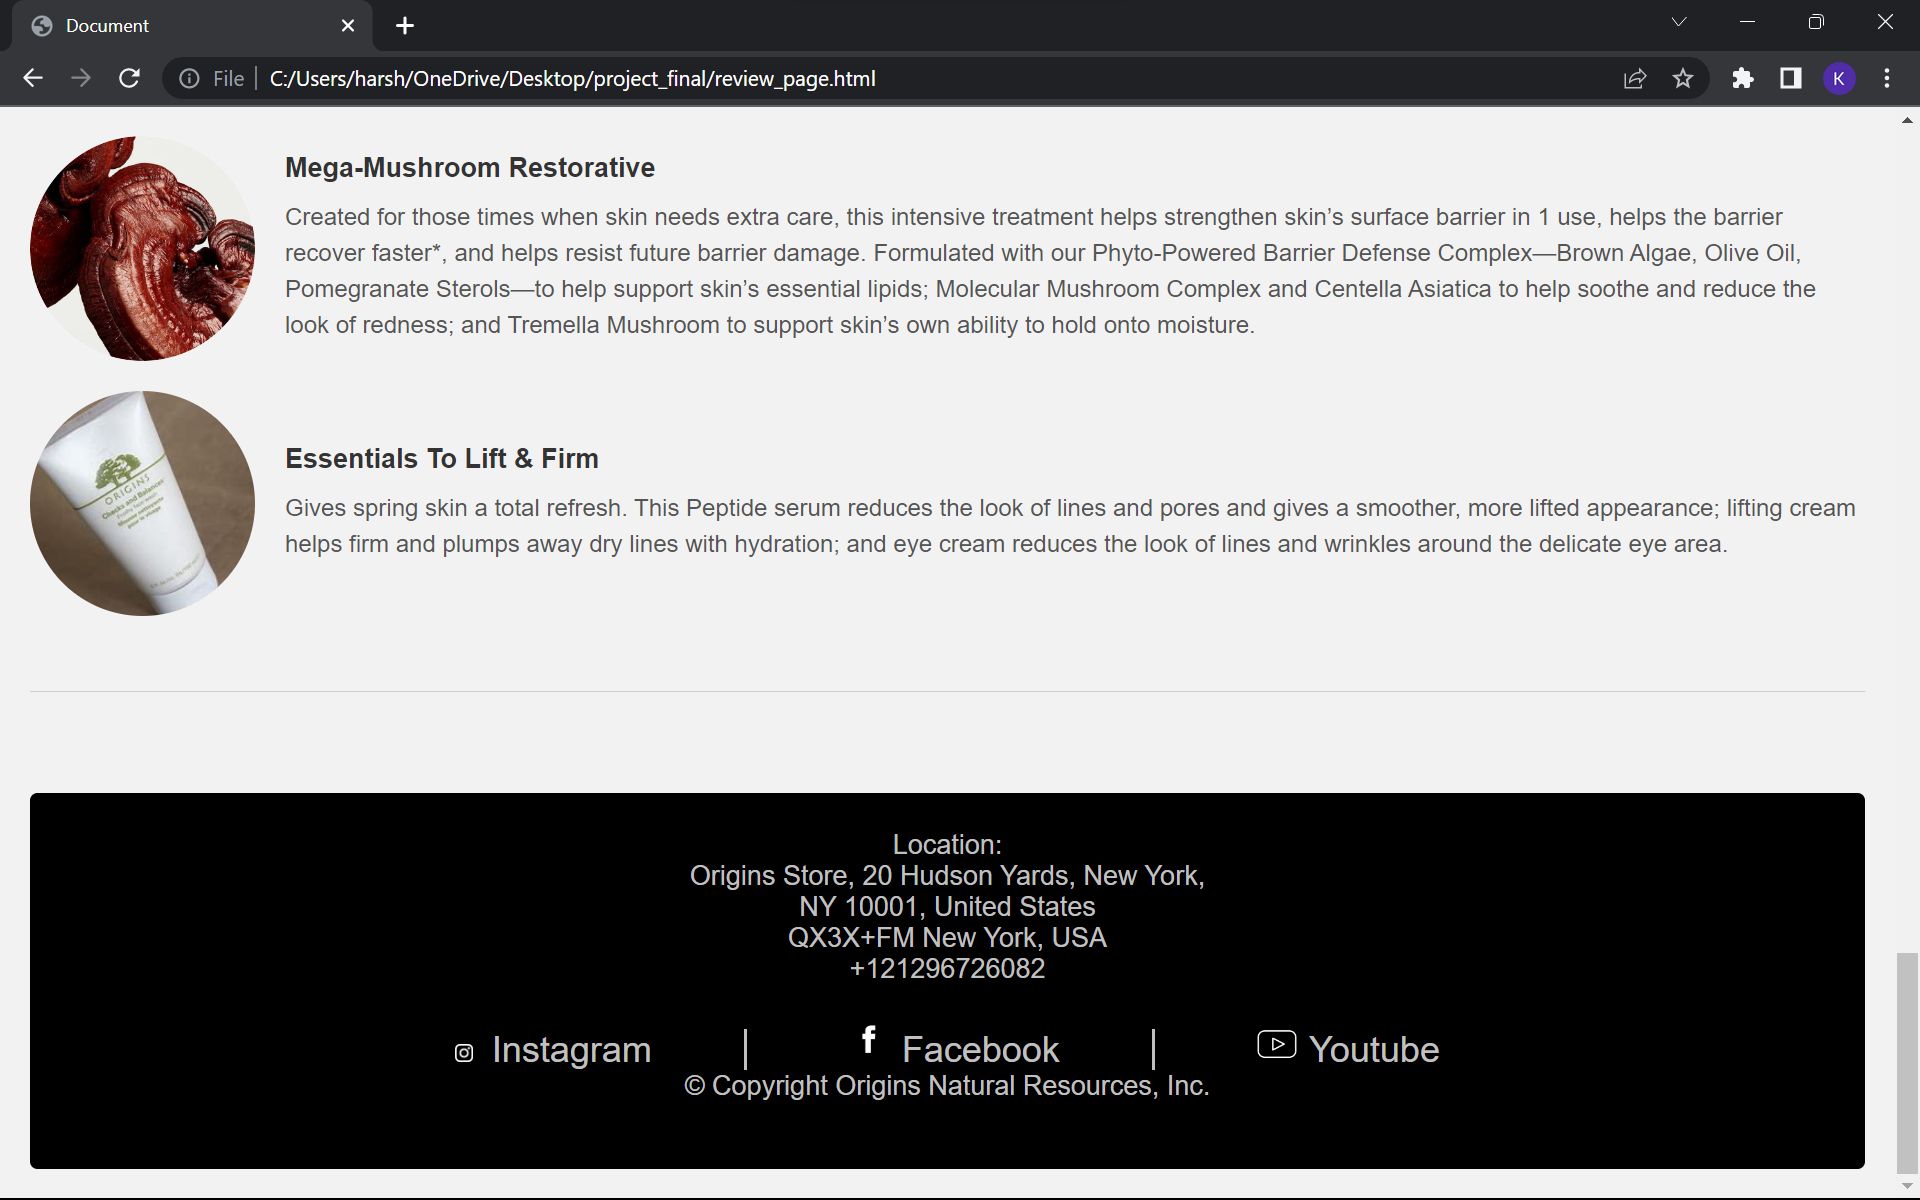 Document
File
C:/Users/harsh/OneDrive/Desktop/project_final/review_page.html
K
Mega-Mushroom Restorative
Created for those times when skin needs extra care, this intensive treatment helps strengthen skin’s surface barrier in 1 use, helps the barrier
recover faster*, and helps resist future barrier damage. Formulated with our Phyto-Powered Barrier Defense Complex—Brown Algae, Olive Oil,
Pomegranate Sterols—to help support skin’s essential lipids; Molecular Mushroom Complex and Centella Asiatica to help soothe and reduce the
look of redness; and Tremella Mushroom to support skin’s own ability to hold onto moisture.
ORIGINS
Checks and Balances
Essentials To Lift & Firm
Gives spring skin a total refresh. This Peptide serum reduces the look of lines and pores and gives a smoother, more lifted appearance; lifting cream
helps firm and plumps away dry lines with hydration; and eye cream reduces the look of lines and wrinkles around the delicate eye area.
Location:
Origins Store, 20 Hudson Yards, New York,
NY 10001, United States
QX3X+FM New York, USA
+121296726082
Instagram | Facebook | Youtube
© Copyright Origins Natural Resources, Inc.